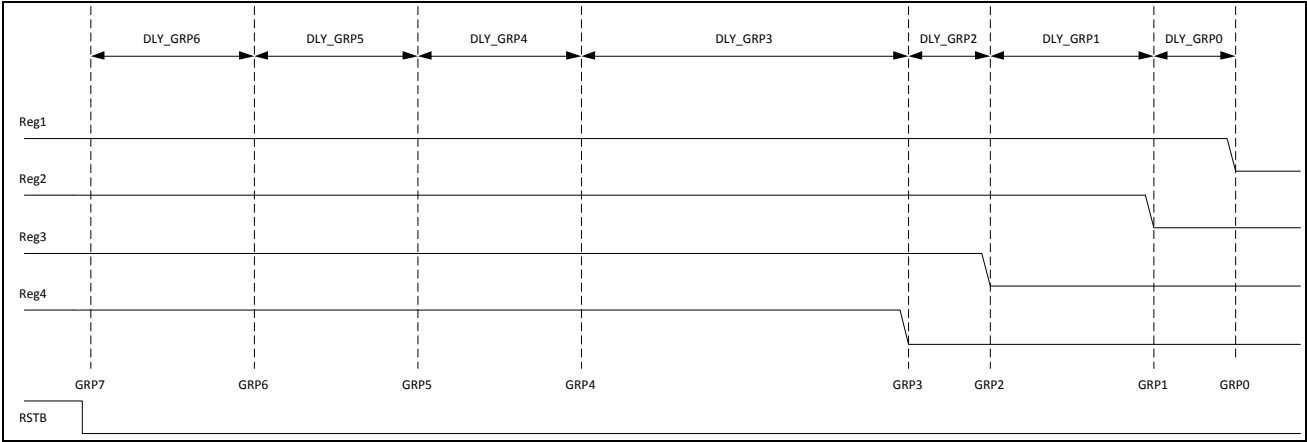 DLY_GRP6 DLY_GRP5 DLY_GRP4 DLY_GRP3 DLY_GRP2 DLY_GRP1 DLY_GRP0
Reg1
Reg2
Reg3
Reg4
GRP7 GRP6 GRP5 GRP4 GRP3 GRP2 GRP1 GRP0
RSTB